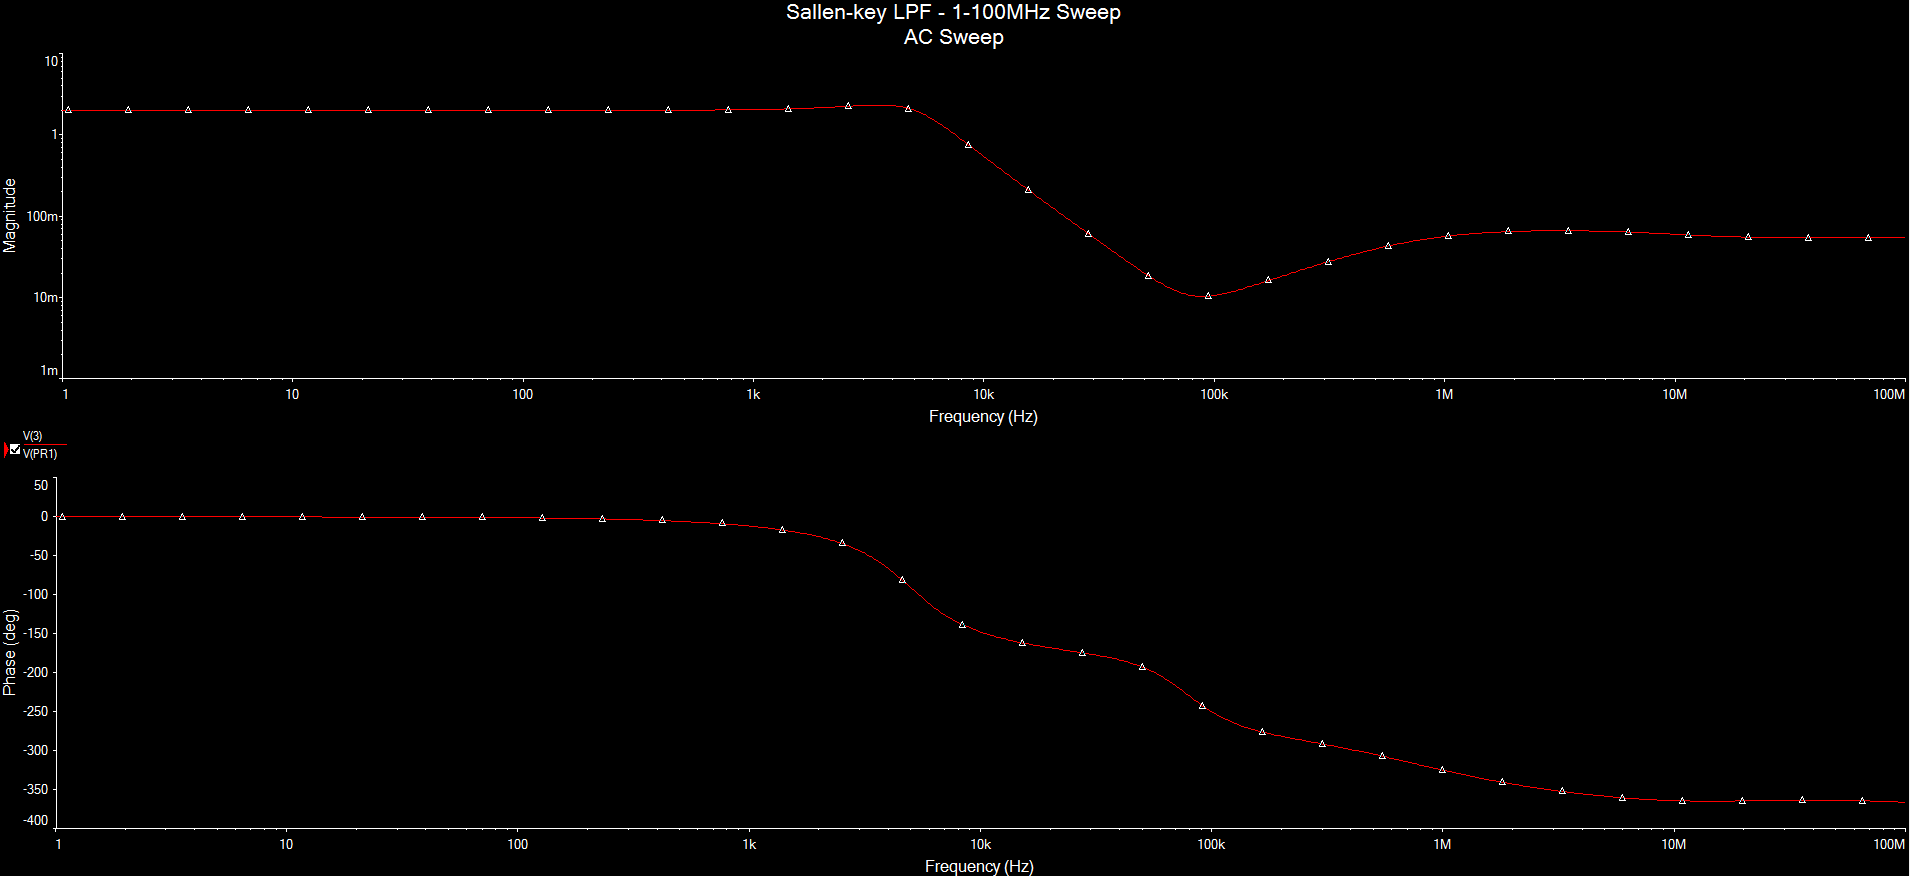 Sallen-key LPF - 1-100MHz Sweep
AC Sweep
10
1
100m
10m
1m
Magnitude
1 10 100 1k 10k 100k 1M 10M 100M
Frequency (Hz)
V(3)
V(PR1)
50
0
-50
-100
-150
-200
-250
-300
-350
-400
Phase (deg)
1 10 100 1k 10k 100k 1M 10M 100M
Frequency (Hz)